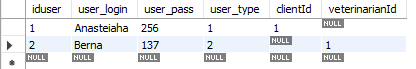 iduser user_login user_pass user_type clientId veterinarianId
1 Anasteiaha 256 1 1 NULL
2 Berna 137 2 NULL 1
NULL NULL NULL NULL NULL NULL